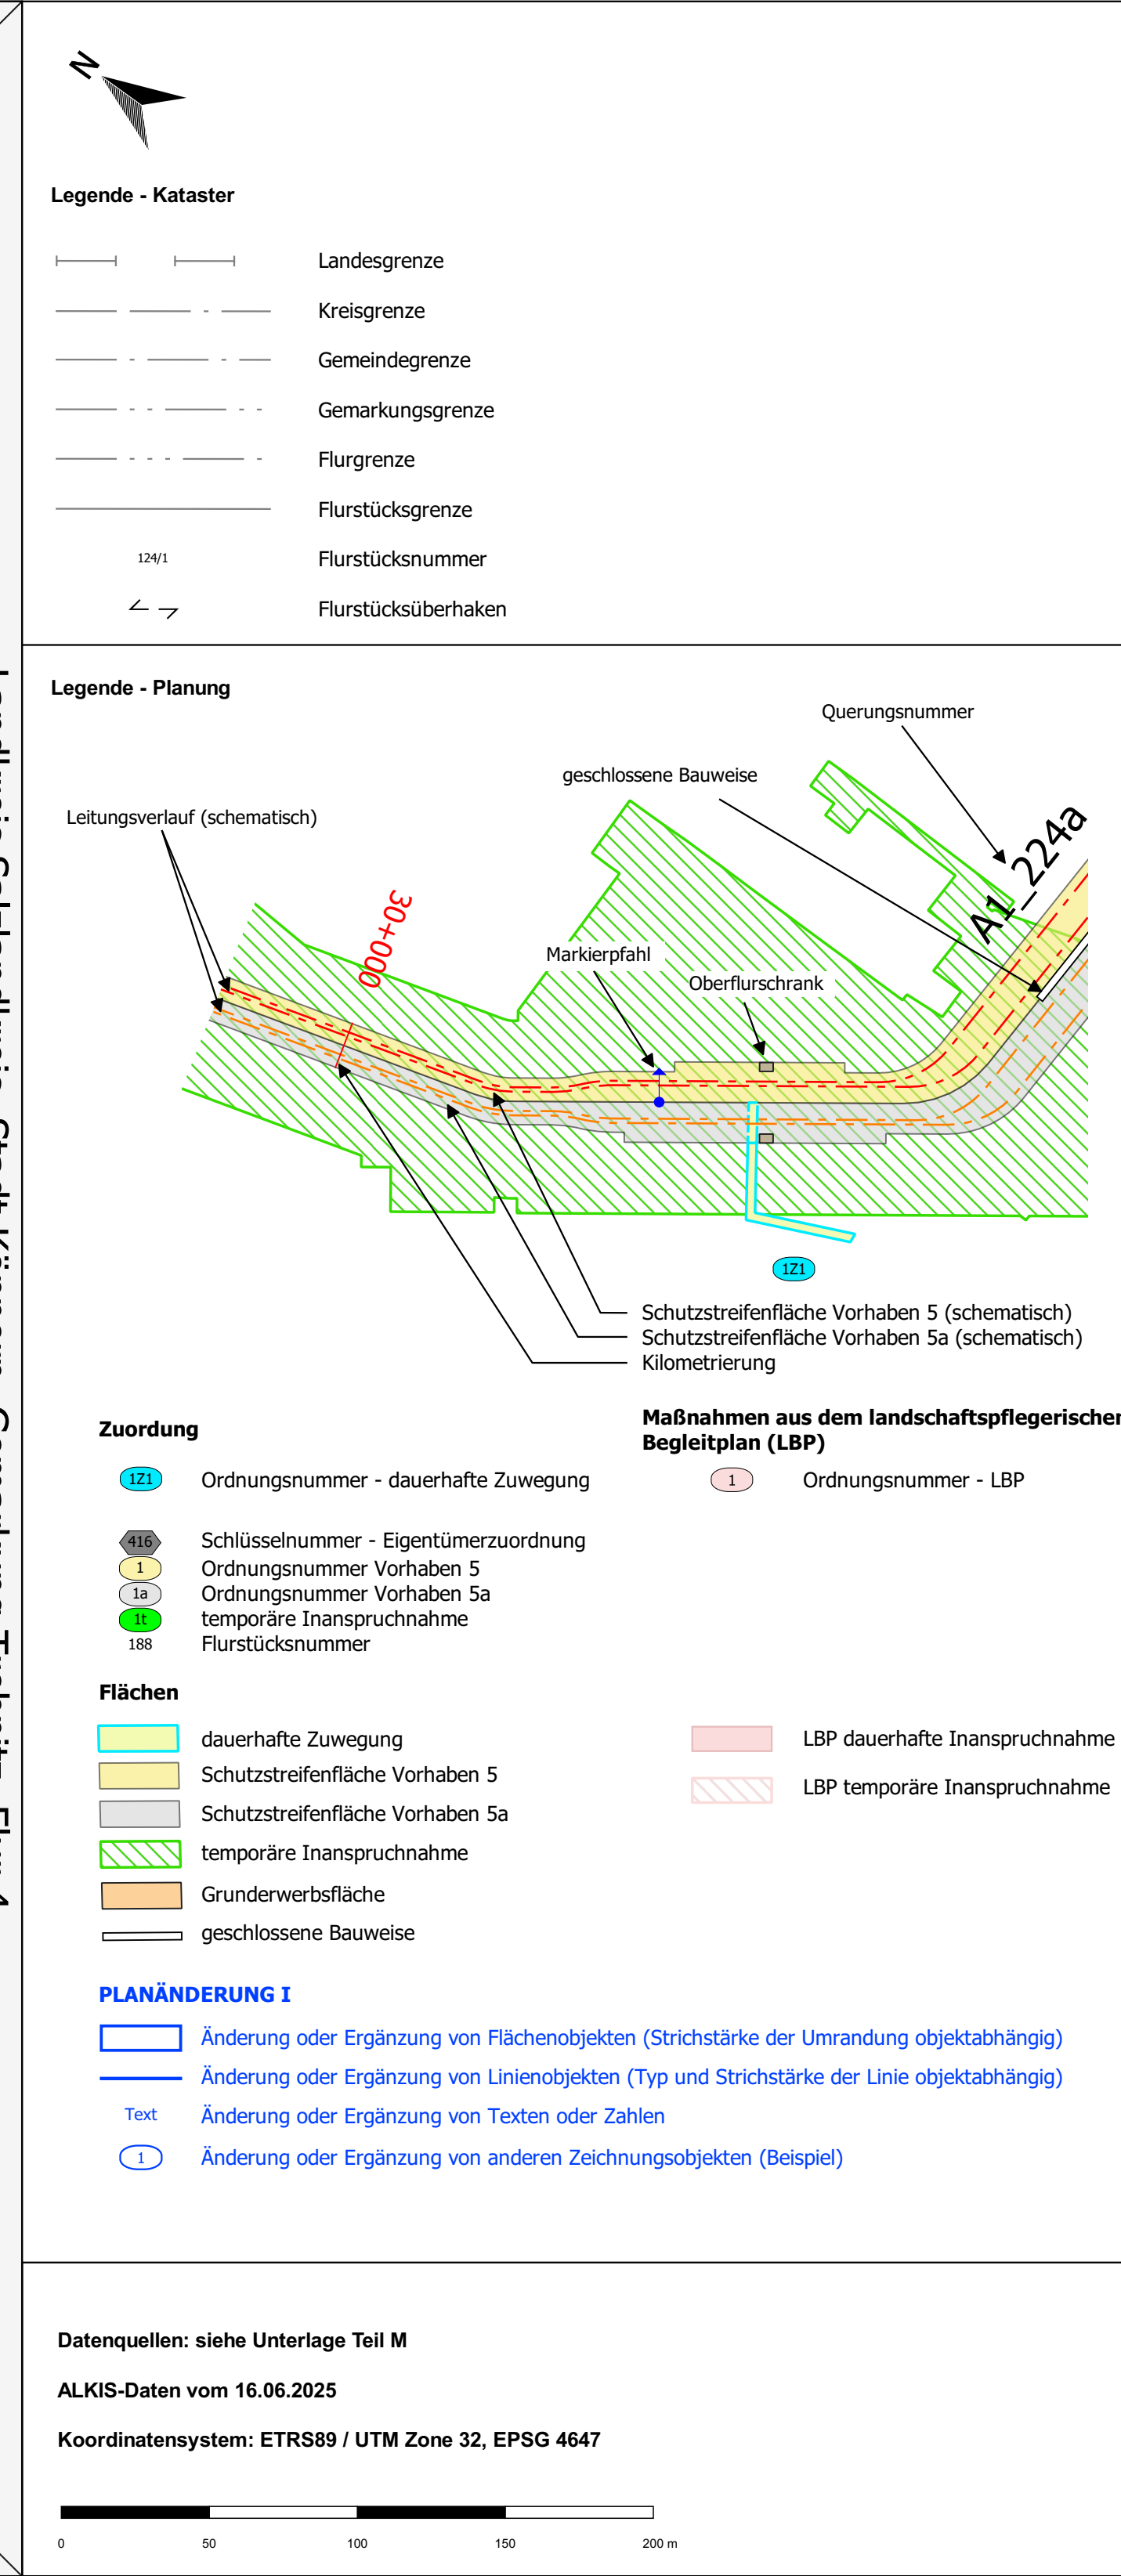 N
Legende - Kataster
Landesgrenze
Kreisgrenze
Gemeindegrenze
Gemarkungsgrenze
Flurgrenze
Flurstücksgrenze
124/1 Flurstücksnummer
Flurstücksüberhaken
Legende - Planung
Querungsnummer
geschlossene Bauweise
Leitungsverlauf (schematisch)
A1_224a
30+000
Markierpfahl
Oberflurschrank
1Z1
Schutzstreifenfläche Vorhaben 5 (schematisch)
Schutzstreifenfläche Vorhaben 5a (schematisch)
Kilometrierung
Zuordung
1Z1 Ordnungsnummer - dauerhafte Zuwegung
416 Schlüsselnummer - Eigentümerzuordnung
1 Ordnungsnummer Vorhaben 5
1a Ordnungsnummer Vorhaben 5a
1t temporäre Inanspruchnahme
188 Flurstücksnummer
Maßnahmen aus dem landschaftspflegerischen
Begleitplan (LBP)
1 Ordnungsnummer - LBP
Flächen
dauerhafte Zuwegung
Schutzstreifenfläche Vorhaben 5
Schutzstreifenfläche Vorhaben 5a
temporäre Inanspruchnahme
Grunderwerbsfläche
geschlossene Bauweise
LBP dauerhafte Inanspruchnahme
LBP temporäre Inanspruchnahme
PLANÄNDERUNG I
Änderung oder Ergänzung von Flächenobjekten (Strichstärke der Umrandung objektabhängig)
Änderung oder Ergänzung von Linienobjekten (Typ und Strichstärke der Linie objektabhängig)
Text Änderung oder Ergänzung von Texten oder Zahlen
1 Änderung oder Ergänzung von anderen Zeichnungsobjekten (Beispiel)
Datenquellen: siehe Unterlage Teil M
ALKIS-Daten vom 16.06.2025
Koordinatensystem: ETRS89 / UTM Zone 32, EPSG 4647
0 50 100 150 200 m